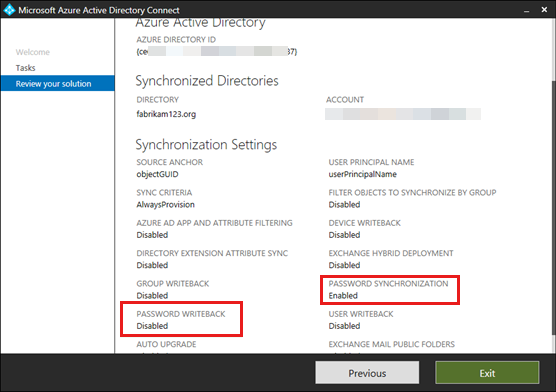 Microsoft Azure Active Directory Connect
Welcome
Tasks
Review your solution
Azure Active Directory
AZURE DIRECTORY ID
{ce
37}
Synchronized Directories
DIRECTORY
ACCOUNT
fabrikam123.org
Synchronization Settings
SOURCE ANCHOR
USER PRINCIPAL NAME
objectGUID
userPrincipalName
SYNC CRITERIA
FILTER OBJECTS TO SYNCHRONIZE BY GROUP
AlwaysProvision
Disabled
AZURE AD APP AND ATTRIBUTE FILTERING
DEVICE WRITEBACK
Disabled
Disabled
DIRECTORY EXTENSION ATTRIBUTE SYNC
EXCHANGE HYBRID DEPLOYMENT
Disabled
Disabled
GROUP WRITEBACK
PASSWORD SYNCHRONIZATION
Disabled
Enabled
PASSWORD WRITEBACK
USER WRITEBACK
Disabled
Disabled
AUTO UPGRADE
EXCHANGE MAIL PUBLIC FOLDERS
Previous
Exit